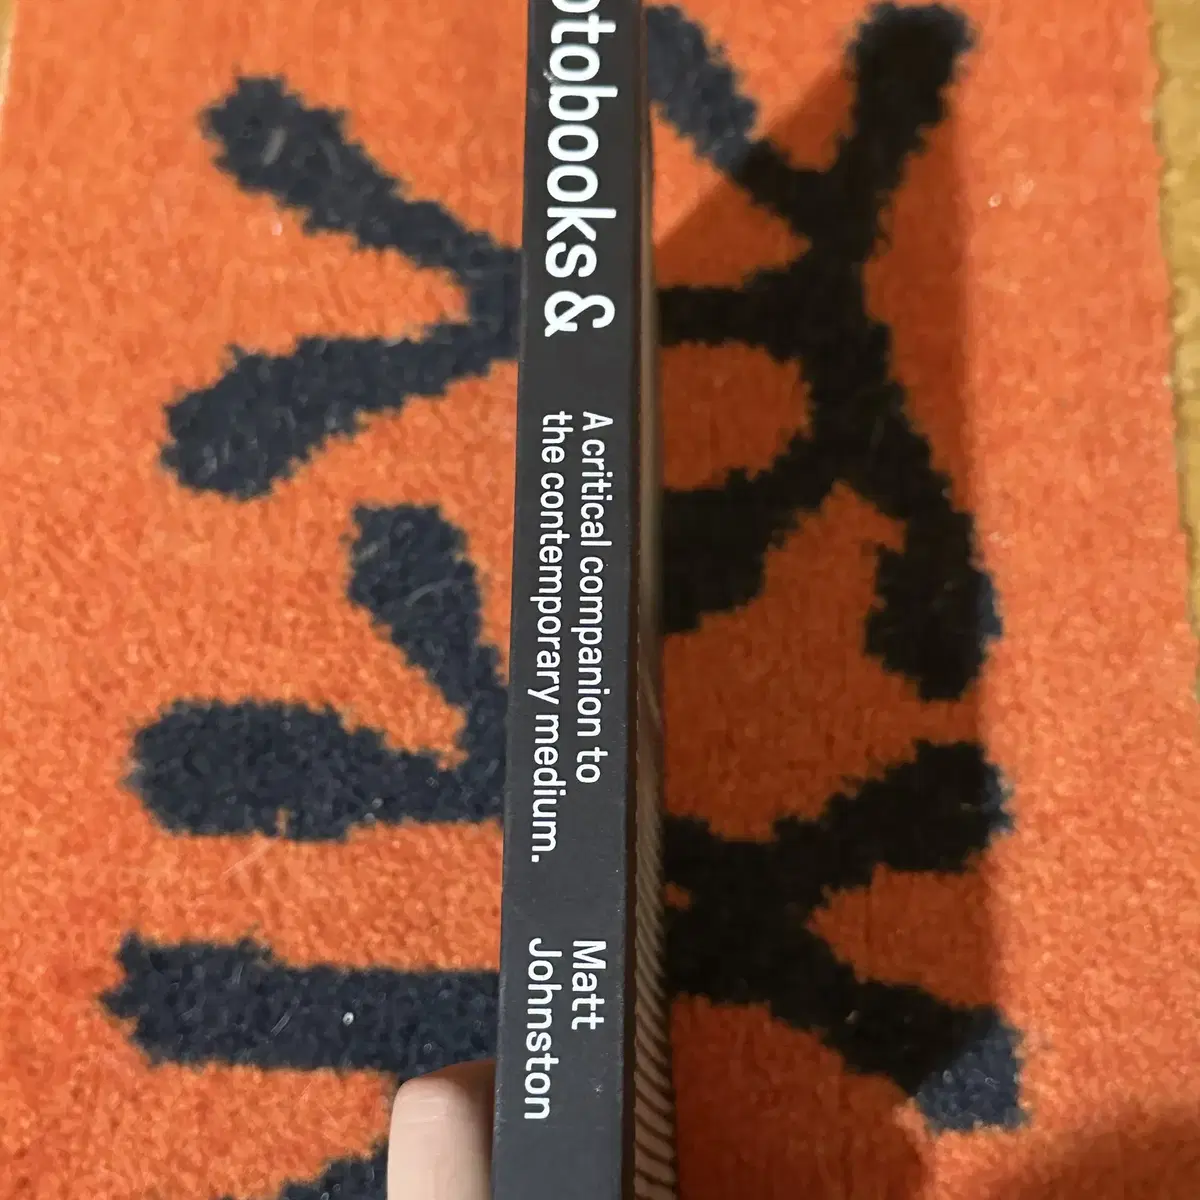 otobooks &
A critical companion to
the contemporary medium.
Matt
Johnston